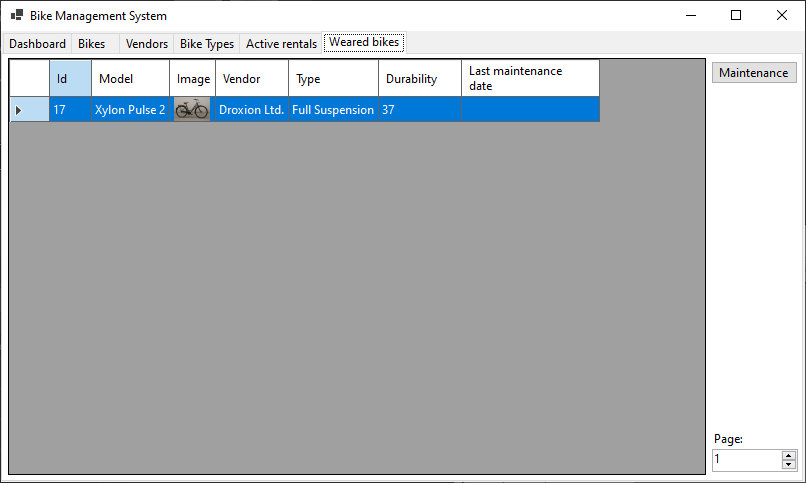 Bike Management System
Dashboard Bikes Vendors Bike Types Active rentals Weared bikes
Id Model Image Vendor Type Durability Last maintenance
date
Maintenance
17 Xylon Pulse 2 Droxion Ltd. Full Suspension 37
Page:
1